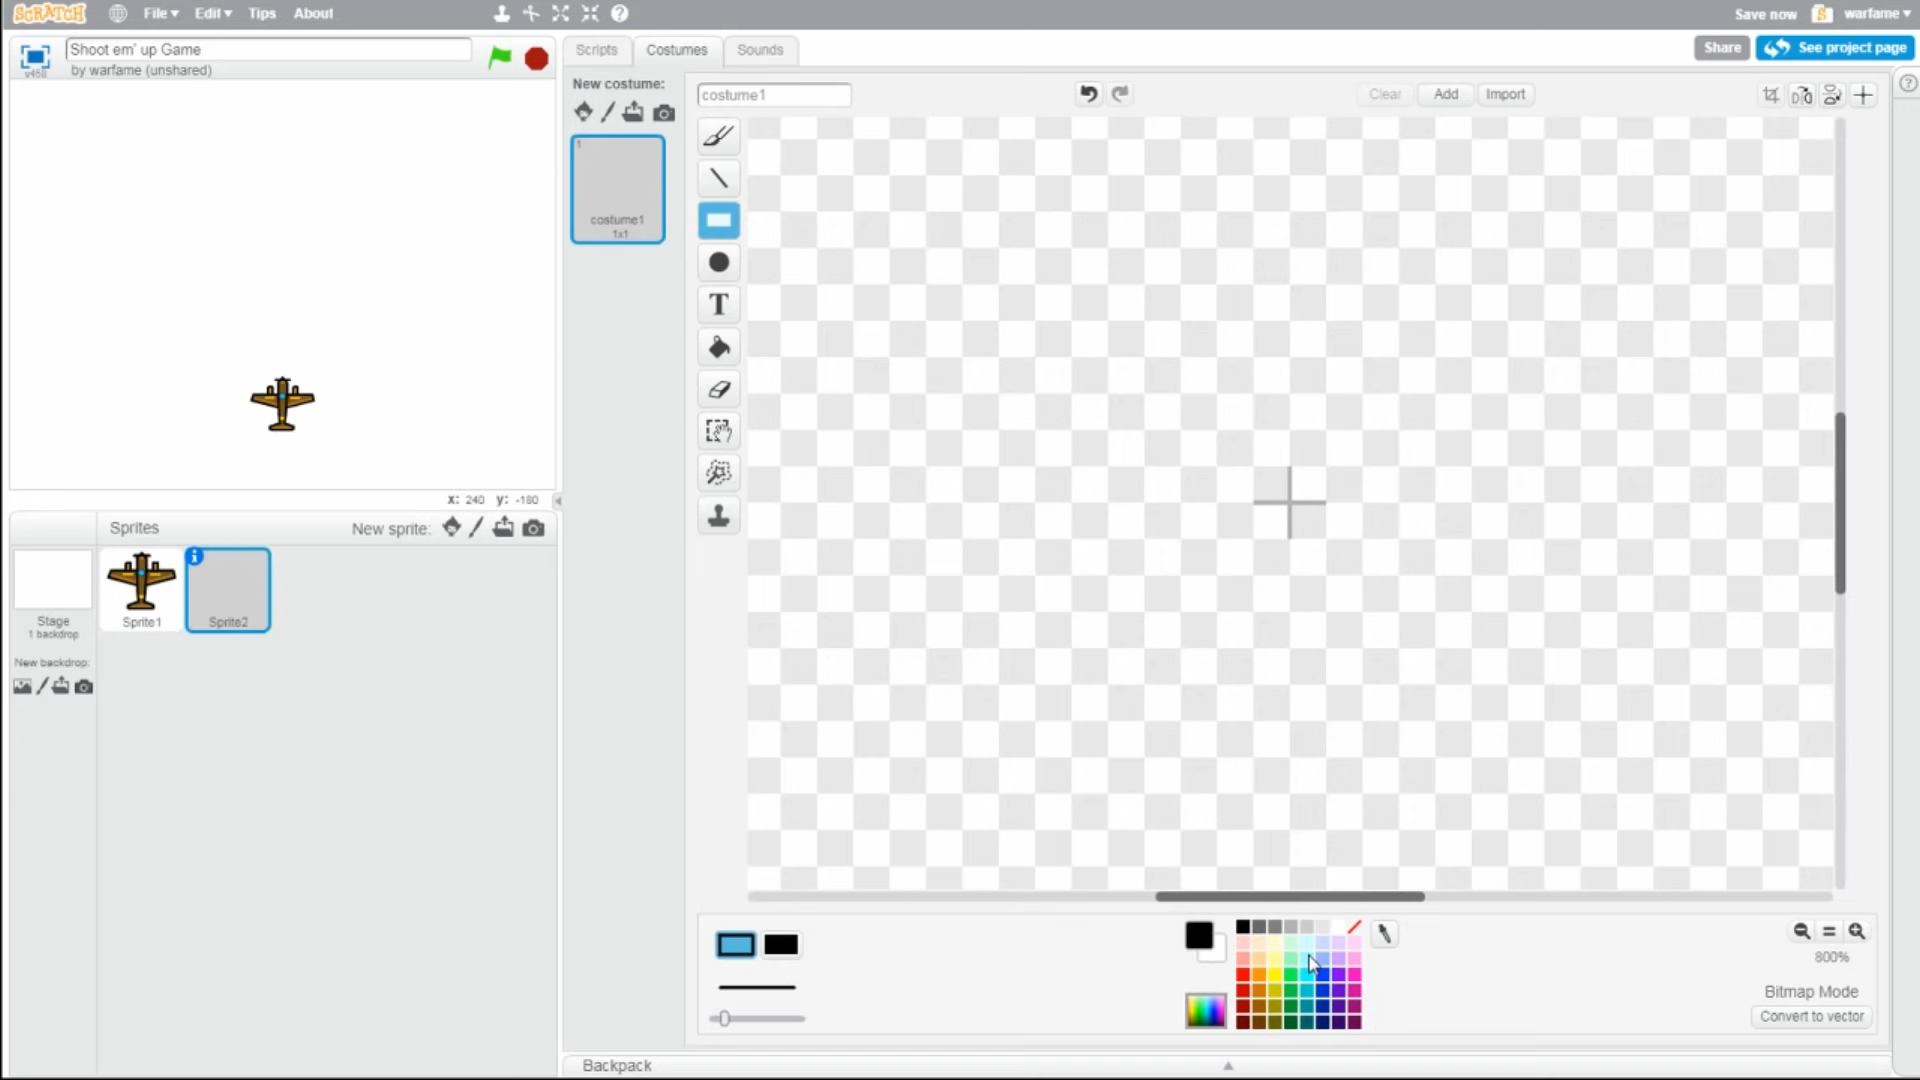 SCRATCH File▾ Edit▾ Tips About Save now warfame▾
Shoot em' up Game
by warfame (unshared)
v458
Scripts Costumes Sounds
Share See project page
New costume:
costume1
Clear Add Import
1
costume1
1x1
T
x: 240 y: -180
Sprites New sprite:
Sprite1
Sprite2
Stage
1 backdrop
New backdrop:
800%
Bitmap Mode
Convert to vector
Backpack